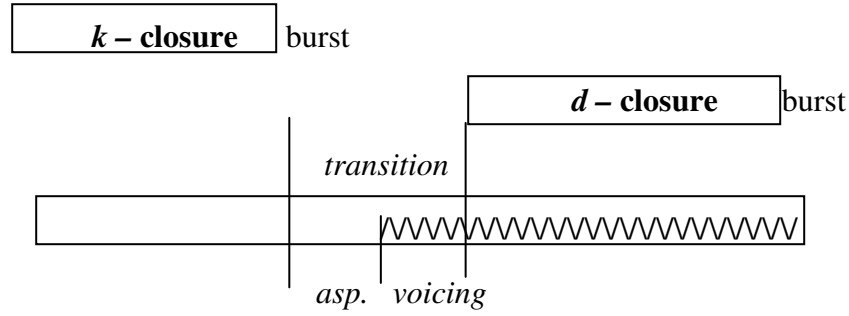 k – closure burst
d – closure burst
transition
asp. voicing